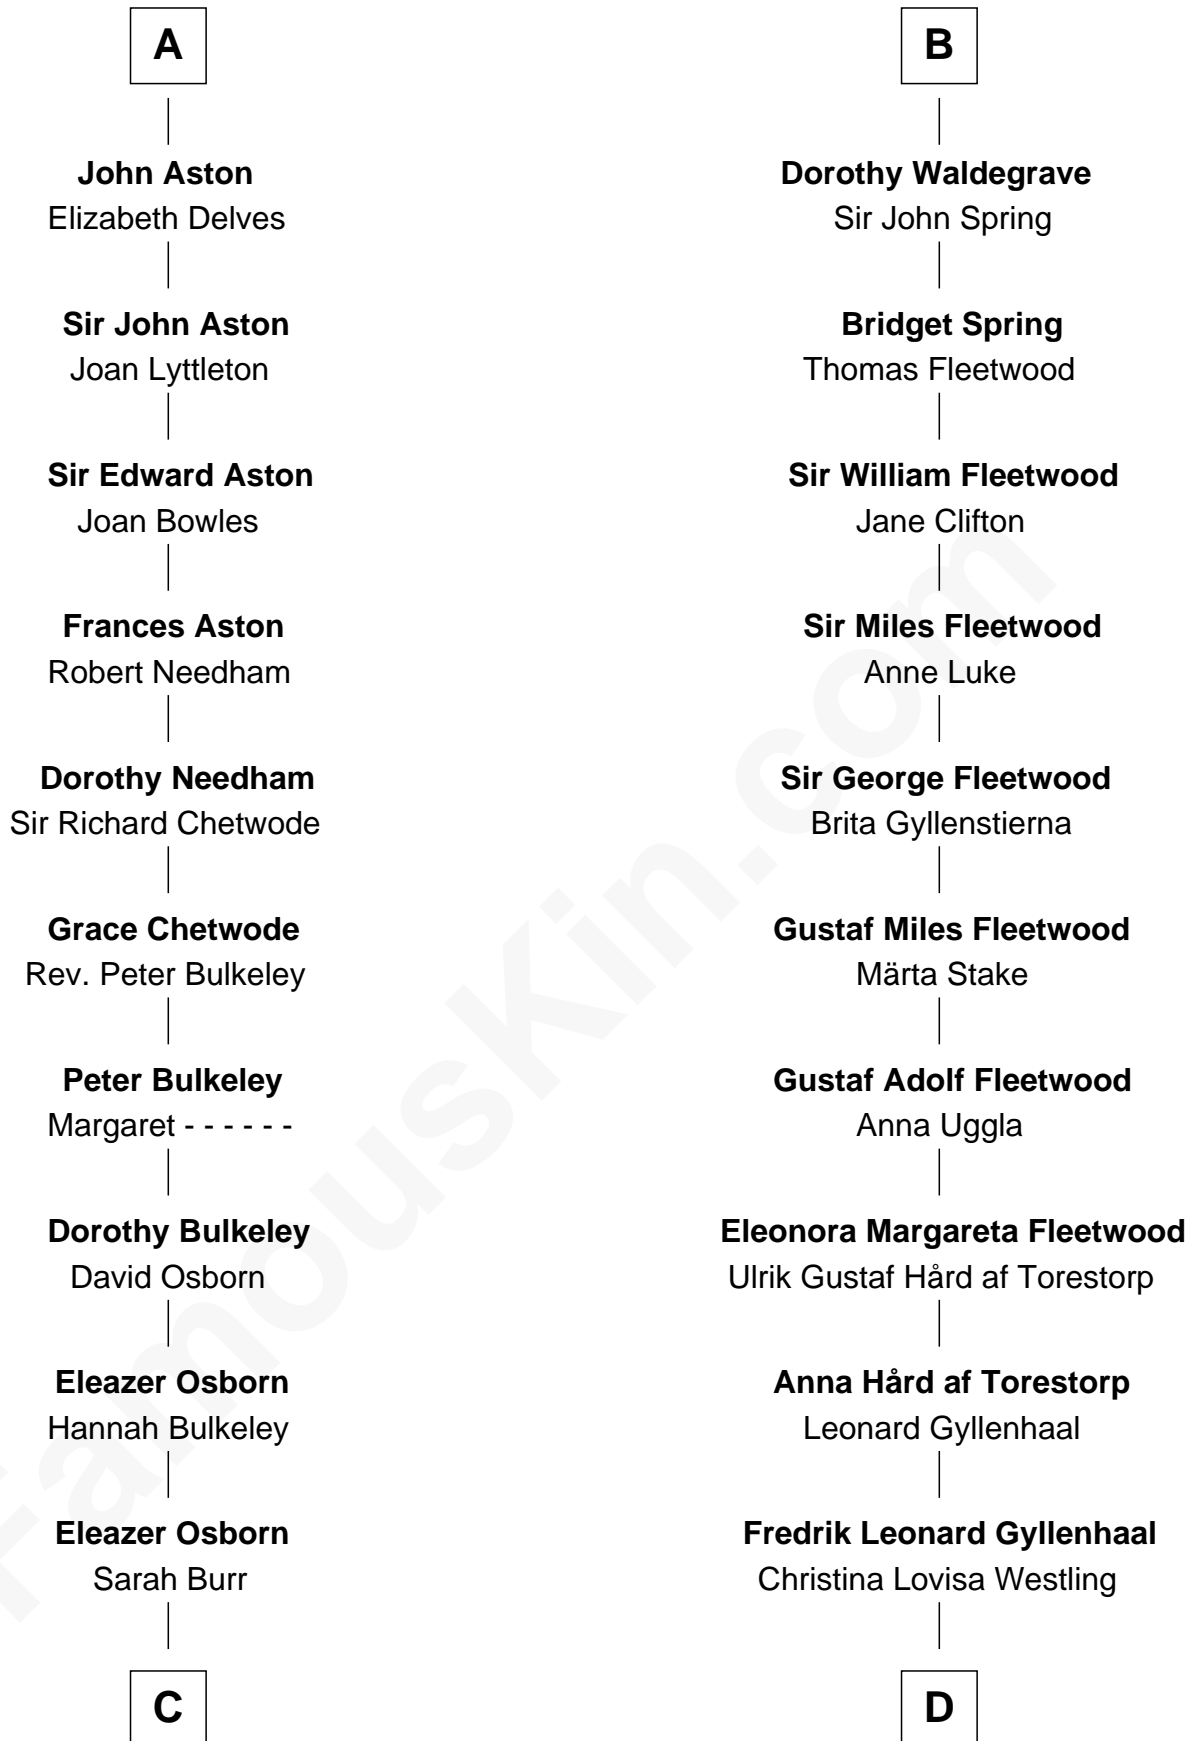 A
John Aston
Elizabeth Delves
Sir John Aston
Joan Lyttleton
Sir Edward Aston
Joan Bowles
Frances Aston
Robert Needham
Dorothy Needham
Sir Richard Chetwode
Grace Chetwode
Rev. Peter Bulkeley
Peter Bulkeley
Margaret - - - - - -
Dorothy Bulkeley
David Osborn
Eleazer Osborn
Hannah Bulkeley
Eleazer Osborn
Sarah Burr
C
B
Dorothy Waldegrave
Sir John Spring
Bridget Spring
Thomas Fleetwood
Sir William Fleetwood
Jane Clifton
Sir Miles Fleetwood
Anne Luke
Sir George Fleetwood
Brita Gyllenstierna
Gustaf Miles Fleetwood
Märta Stake
Gustaf Adolf Fleetwood
Anna Uggla
Eleonora Margareta Fleetwood
Ulrik Gustaf Hård af Torestorp
Anna Hård af Torestorp
Leonard Gyllenhaal
Fredrik Leonard Gyllenhaal
Christina Lovisa Westling
D
FamousKin.com